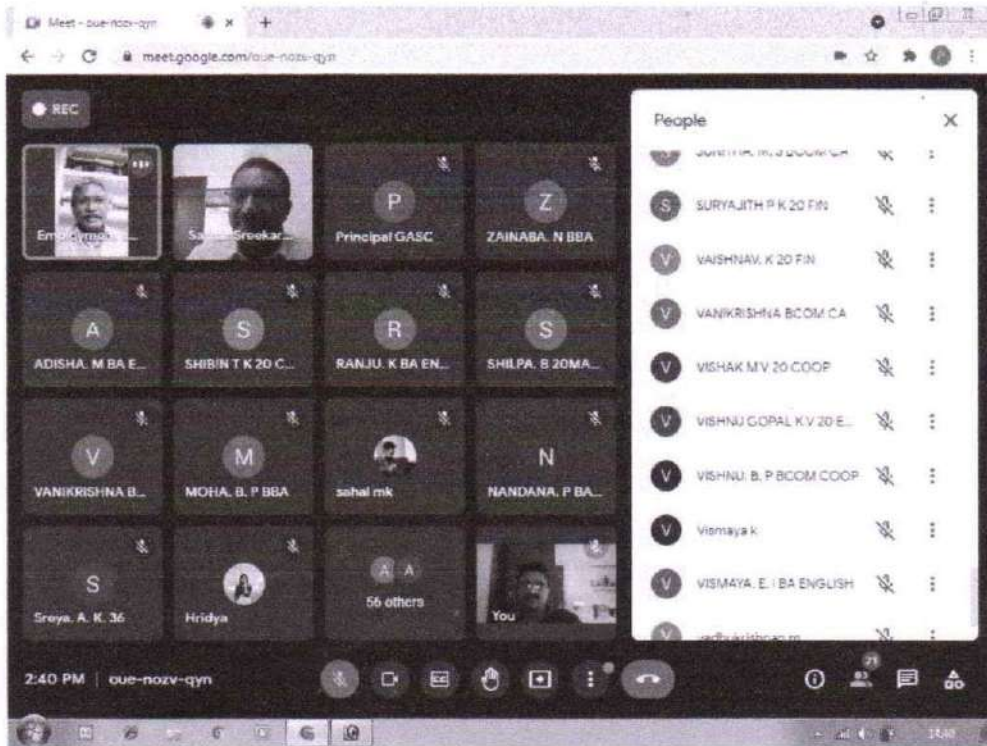 Meet - oue-nozv-qyn
meet.google.com/oue-nozv-qyn
REC
People
Principal GASC
ZAINABA. N BBA
ADISHA. M BA E...
SHIBIN T K 20 C...
RANJU. K BA EN...
SHILPA. B 20MA...
VANIKRISHNA B...
MOHA. B. P BBA
sahal mk
NANDANA. P BA...
Sreya. A. K. 36
Hridya
56 others
You
SURYAJITH P K 20 FIN
VAISHNAV. K 20 FIN
VANIKRISHNA BCOM CA
VISHAK M V 20 COOP
VISHNU GOPAL K V 20 E...
VISHNU. B. P BCOM COOP
Vismaya k
VISMAYA. E. I BA ENGLISH
2:40 PM | oue-nozv-qyn
21
14:40